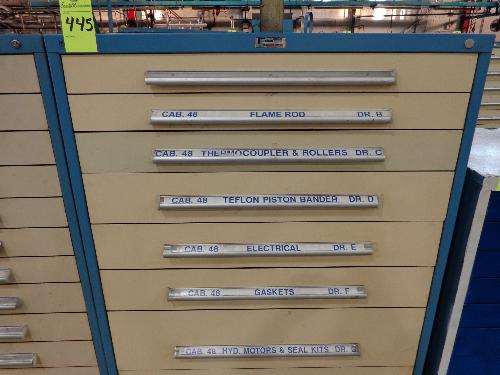 445
CAB. 48 FLAME ROD DR. B
CAB. 48 THERMOCOUPLER & ROLLERS DR. C
CAB. 48 TEFLON PISTON BANDER DR. D
CAB. 48 ELECTRICAL DR. E
CAB. 48 GASKETS DR. F
CAB. 48 HYD. MOTORS & SEAL KITS DR. G